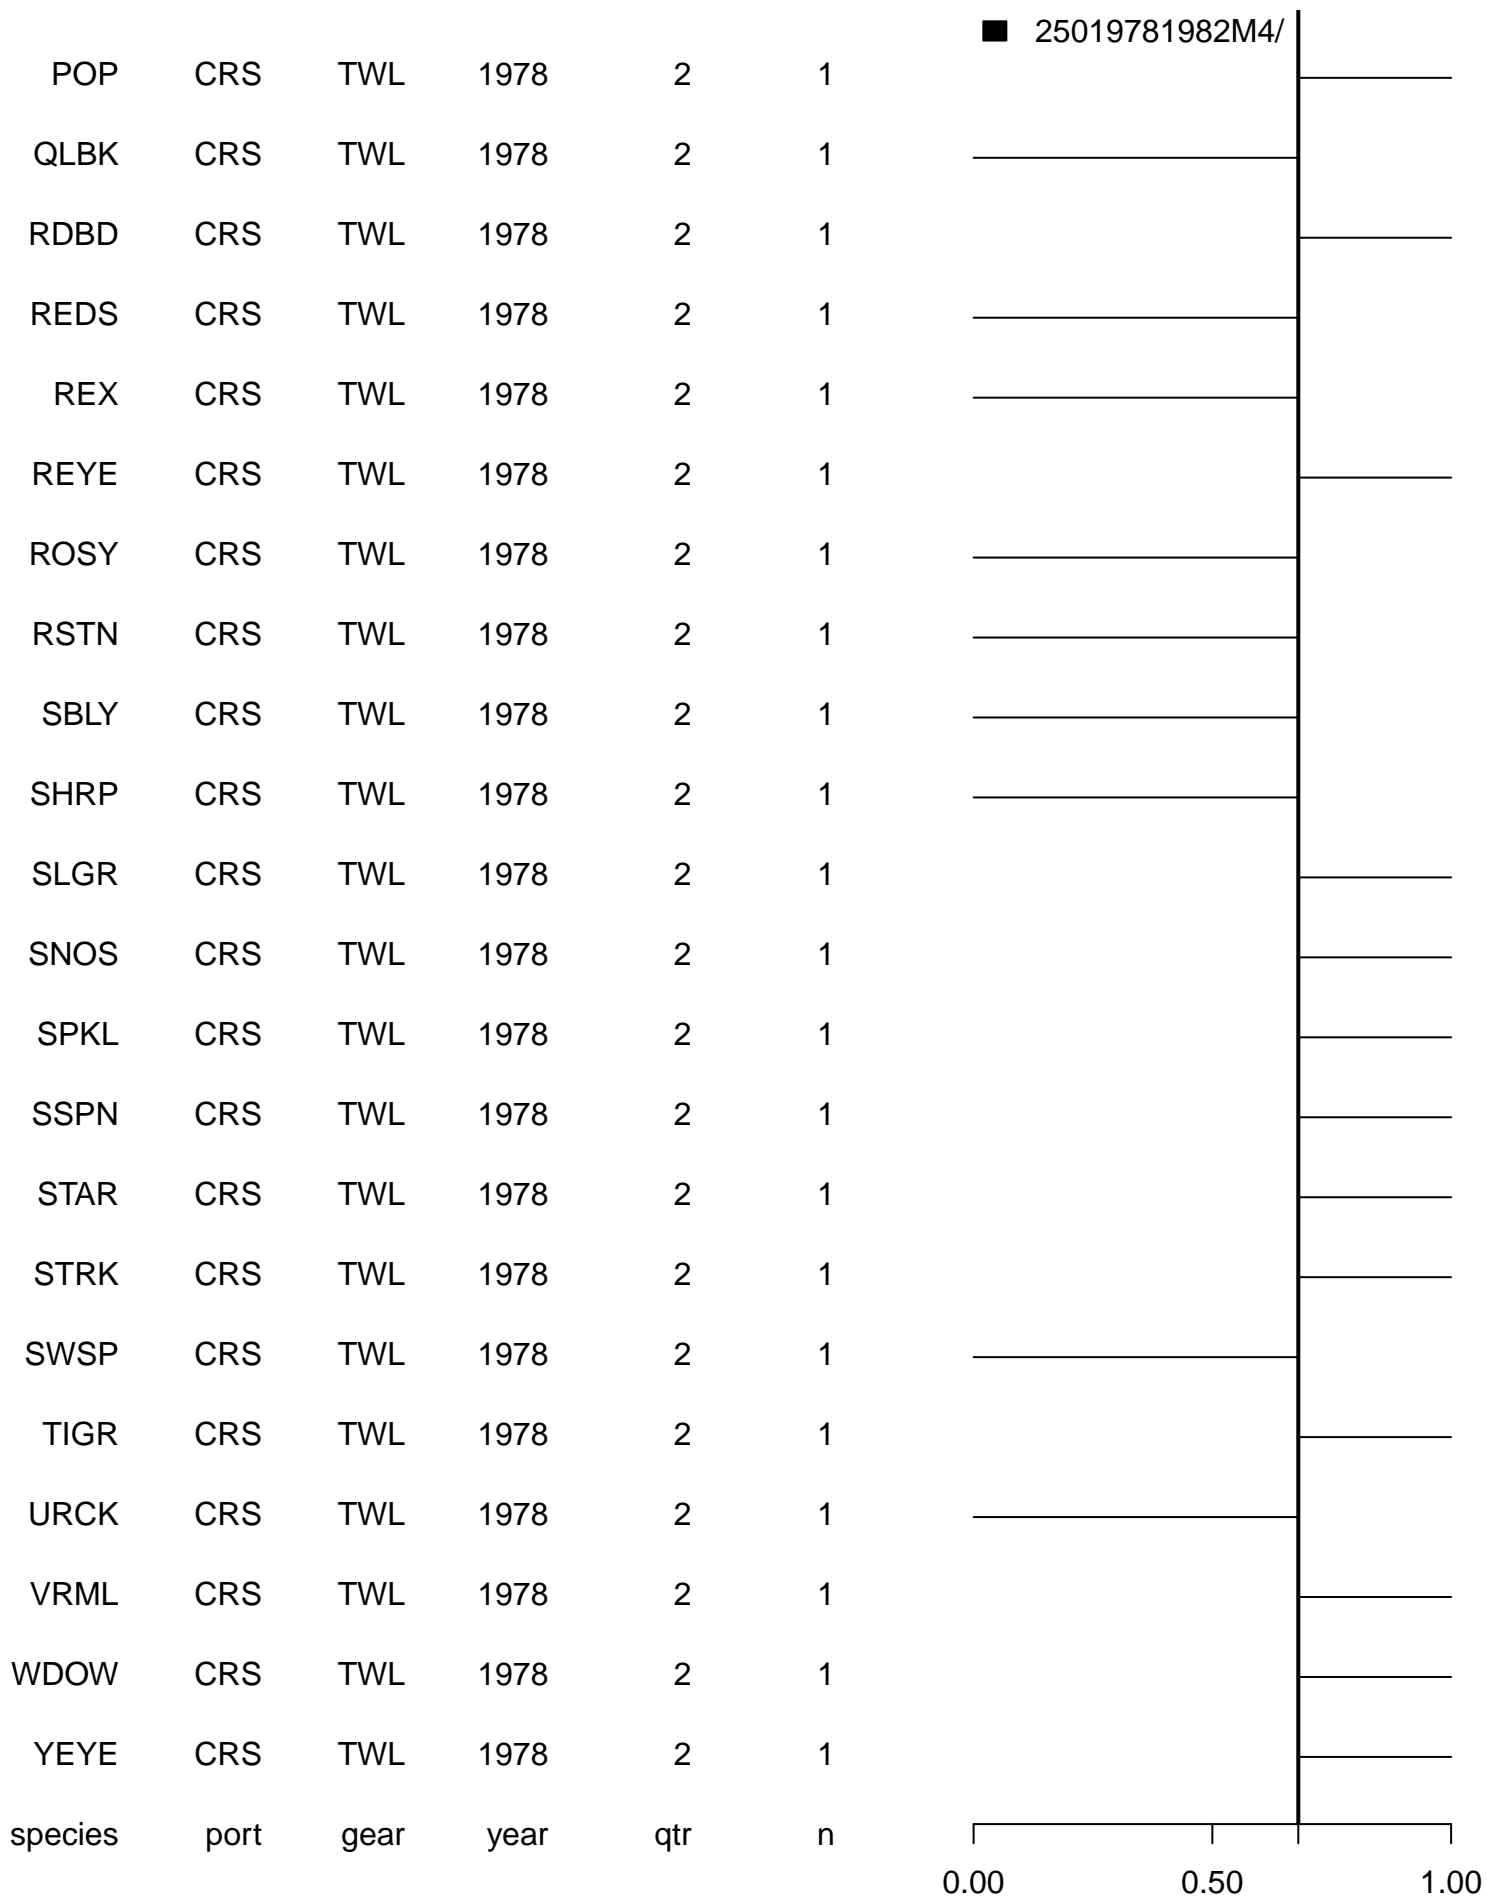 25019781982M4/
POP CRS TWL 1978 2 1
QLBK CRS TWL 1978 2 1
RDBD CRS TWL 1978 2 1
REDS CRS TWL 1978 2 1
REX CRS TWL 1978 2 1
REYE CRS TWL 1978 2 1
ROSY CRS TWL 1978 2 1
RSTN CRS TWL 1978 2 1
SBLY CRS TWL 1978 2 1
SHRP CRS TWL 1978 2 1
SLGR CRS TWL 1978 2 1
SNOS CRS TWL 1978 2 1
SPKL CRS TWL 1978 2 1
SSPN CRS TWL 1978 2 1
STAR CRS TWL 1978 2 1
STRK CRS TWL 1978 2 1
SWSP CRS TWL 1978 2 1
TIGR CRS TWL 1978 2 1
URCK CRS TWL 1978 2 1
VRML CRS TWL 1978 2 1
WDOW CRS TWL 1978 2 1
YEYE CRS TWL 1978 2 1
species port gear year qtr n
0.00 0.50 1.00